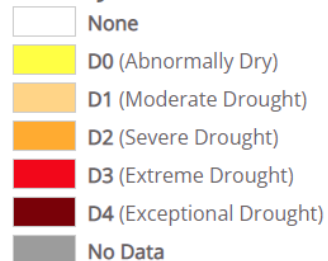 None
D0 (Abnormally Dry)
D1 (Moderate Drought)
D2 (Severe Drought)
D3 (Extreme Drought)
D4 (Exceptional Drought)
No Data